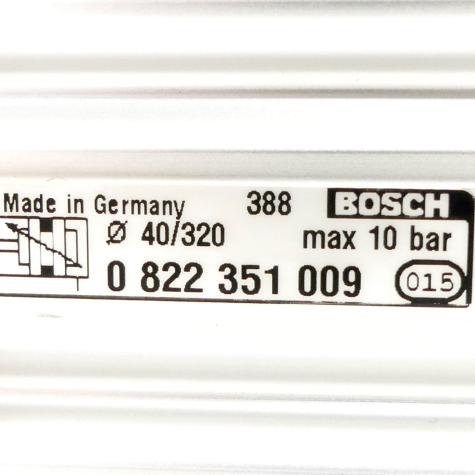 Made in Germany 388 BOSCH
Ø 40/320 max 10 bar
0 822 351 009 015